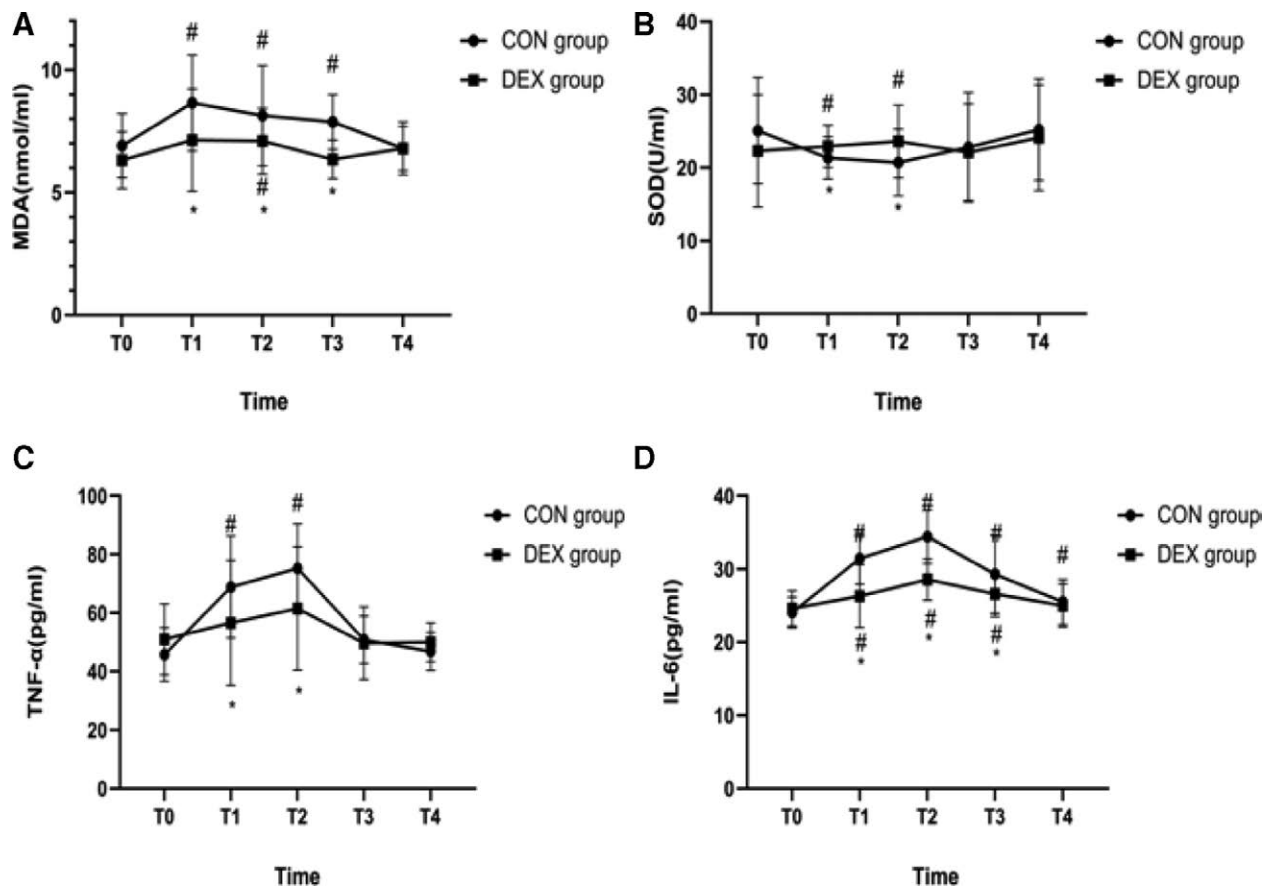 A
MDA(nmol/ml)
10
5
0
#
#
#
#
*
*
*
T0 T1 T2 T3 T4
Time
CON group
DEX group
B
SOD(U/ml)
40
30
20
10
0
#
#
*
*
T0 T1 T2 T3 T4
Time
CON group
DEX group
C
TNF-α(pg/ml)
100
80
60
40
20
0
#
#
*
*
T0 T1 T2 T3 T4
Time
CON group
DEX group
D
IL-6(pg/ml)
40
30
20
10
0
#
#
#
#
#
#
#
*
*
*
T0 T1 T2 T3 T4
Time
CON group
DEX group